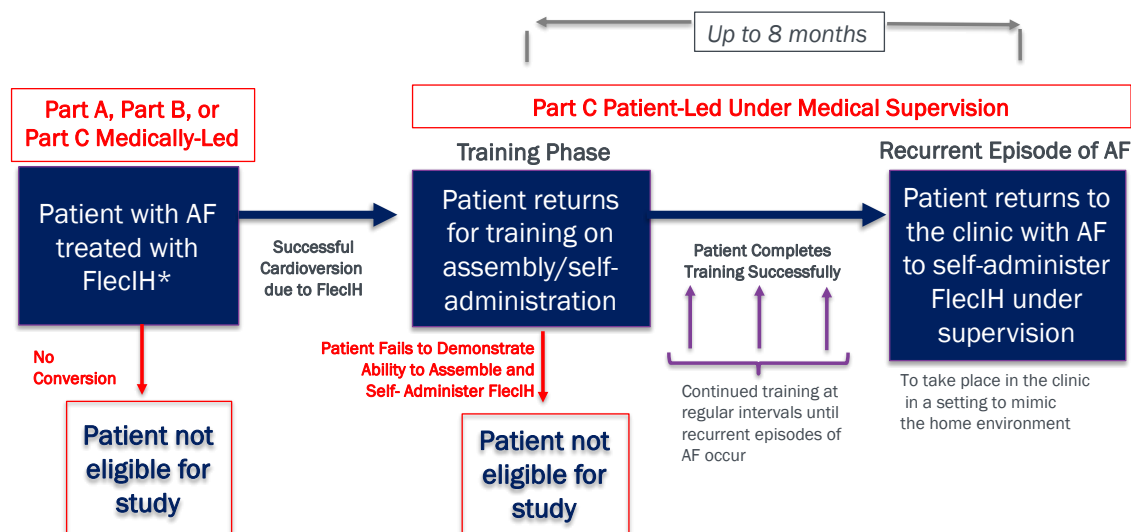 Up to 8 months
Part A, Part B, or
Part C Medically-Led
Part C Patient-Led Under Medical Supervision
Training Phase
Recurrent Episode of AF
Patient with AF
treated with
FlecIH*
Successful
Cardioversion
due to FlecIH
Patient returns
for training on
assembly/self-
administration
Patient Completes
Training Successfully
Patient returns to
the clinic with AF
to self-administer
FlecIH under
supervision
No
Conversion
Patient Fails to Demonstrate
Ability to Assemble and
Self- Administer FlecIH
Continued training at
regular intervals until
recurrent episodes of
AF occur
To take place in the clinic
in a setting to mimic
the home environment
Patient not
eligible for
study
Patient not
eligible for
study